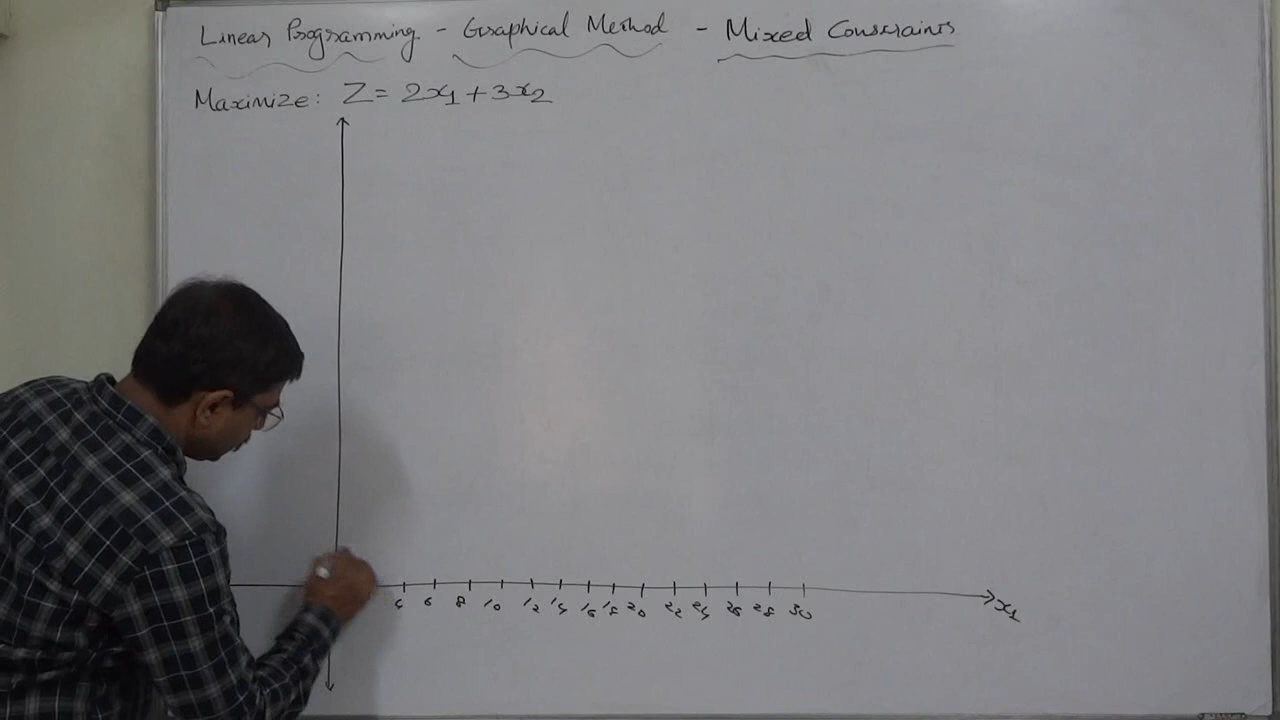 Linear Programming - Graphical Method - Mixed Constraints
Maximize: Z = 2x1 + 3x2
4 6 8 10 12 14 16 18 20 22 24 26 28 30 x1